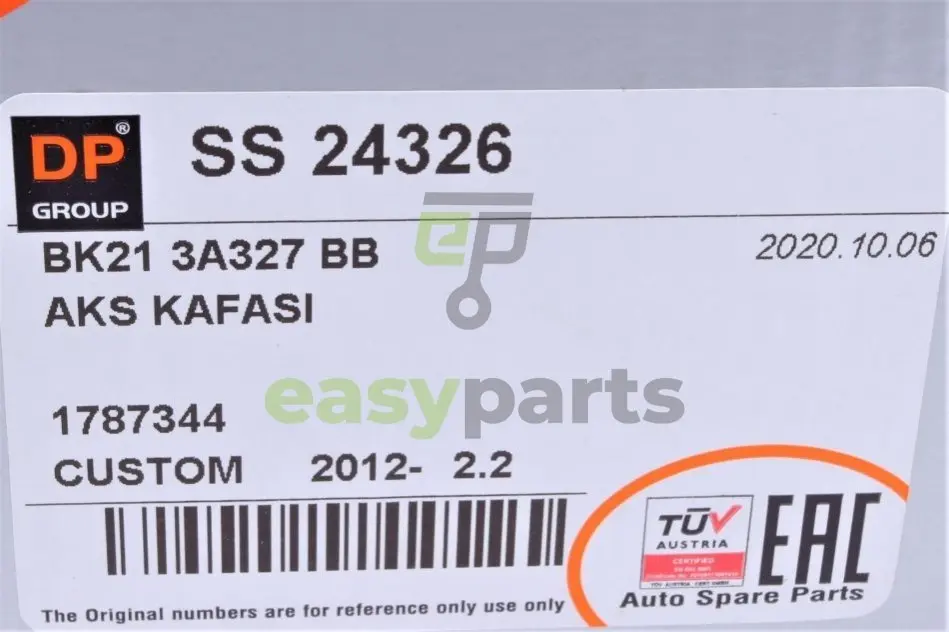 DP®
GROUP
SS 24326
BK21 3A327 BB
2020.10.06
AKS KAFASI
easyparts
1787344
CUSTOM 2012- 2.2
TÜV
AUSTRIA
CERTIFIED
EAC
Auto Spare Parts
The Original numbers are for reference only use only